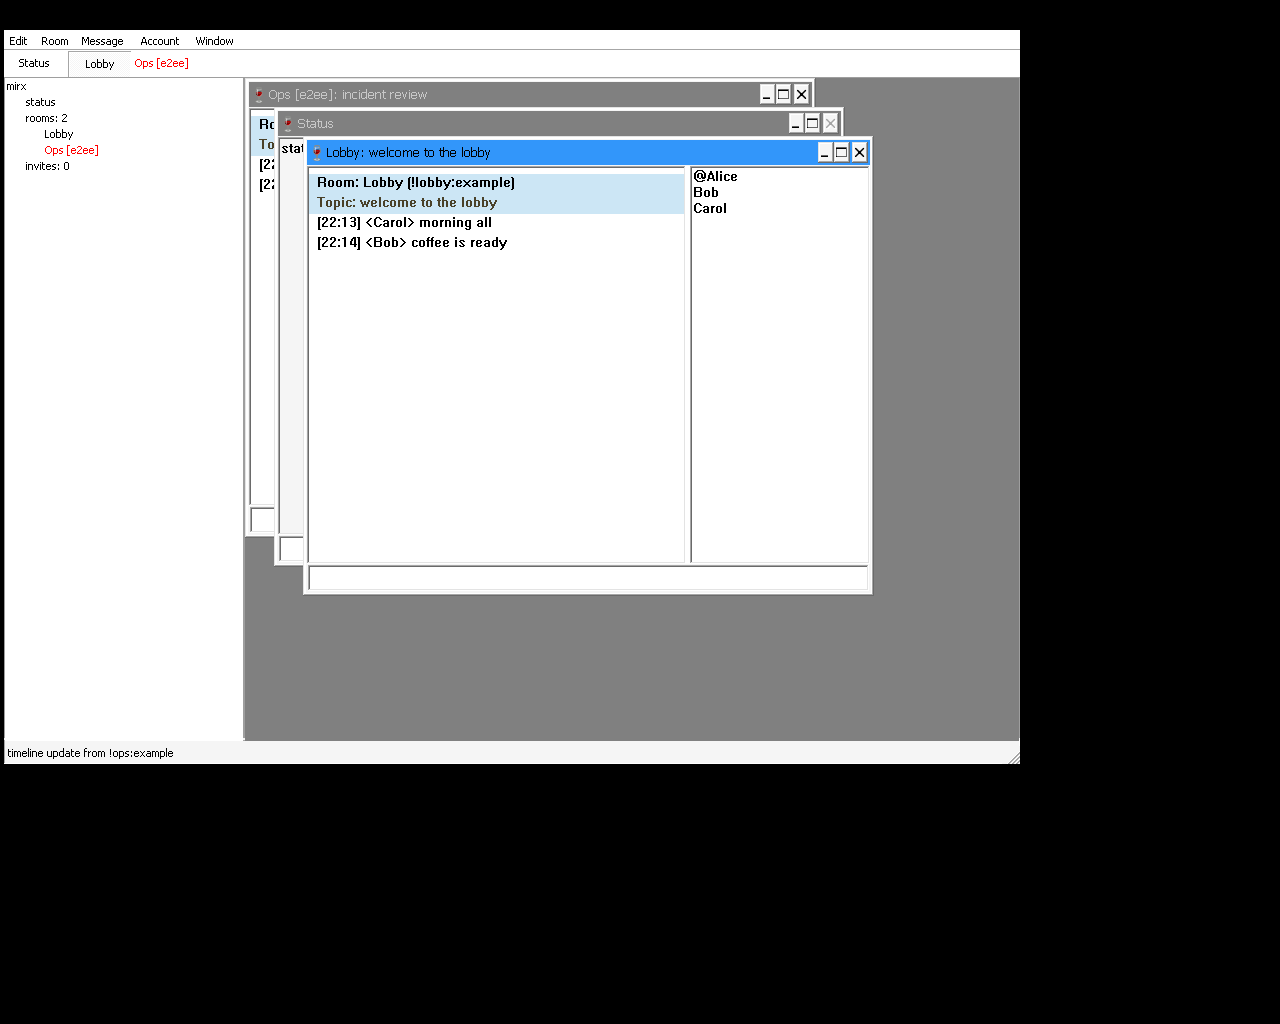 Edit Room Message Account Window
Status Lobby Ops [e2ee]
mirx
status
rooms: 2
Lobby
Ops [e2ee]
invites: 0
Ops [e2ee]: incident review
Status
Lobby: welcome to the lobby
Room: Lobby (!lobby:example)
Topic: welcome to the lobby
[22:13] <Carol> morning all
[22:14] <Bob> coffee is ready
@Alice
Bob
Carol
timeline update from !ops:example